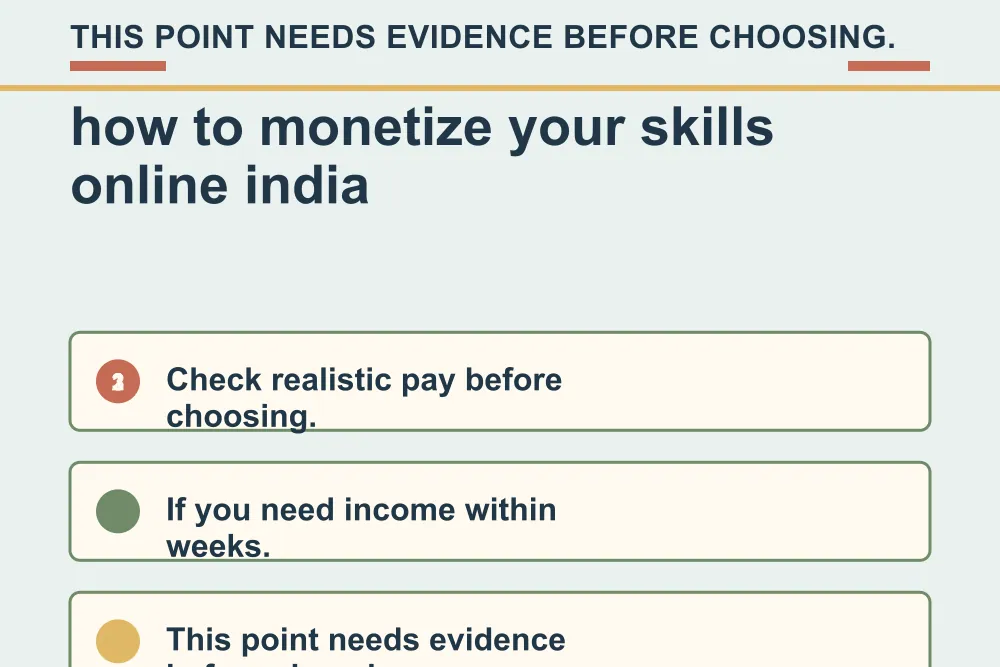 THIS POINT NEEDS EVIDENCE BEFORE CHOOSING.
how to monetize your skills
online india
Check realistic pay before
choosing.
If you need income within
weeks.
This point needs evidence